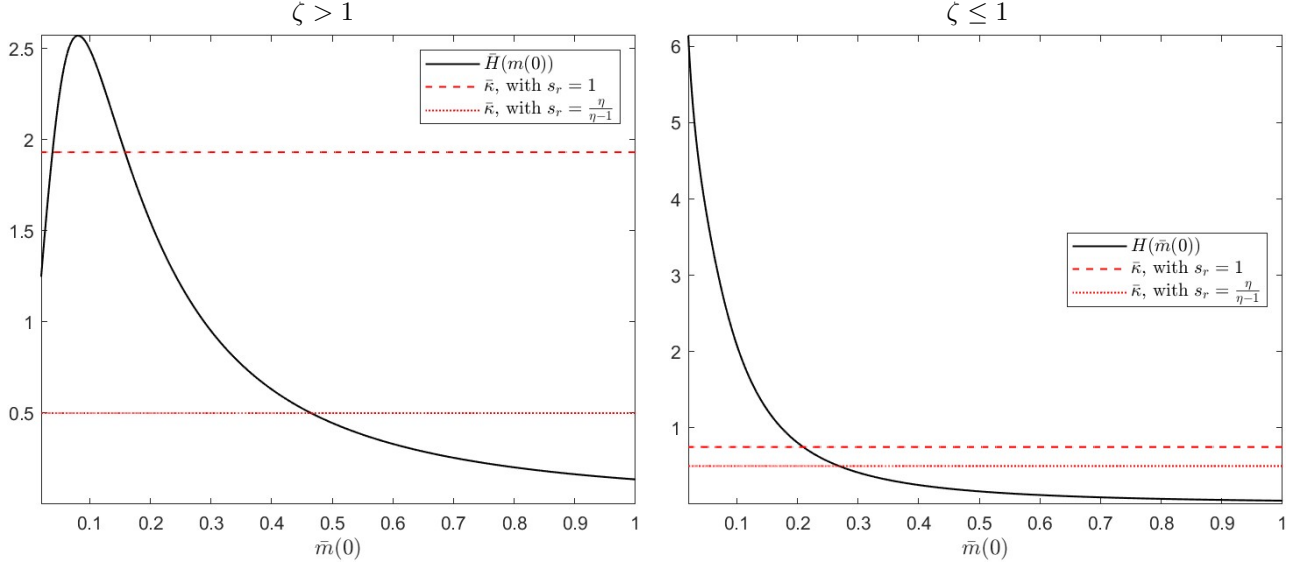 ζ > 1
2.5
2
1.5
1
0.5
0.1 0.2 0.3 0.4 0.5 0.6 0.7 0.8 0.9 1
m̄(0)
H̄(m(0))
κ̄, with s_r = 1
κ̄, with s_r = η/(η−1)
ζ ≤ 1
6
5
4
3
2
1
0.1 0.2 0.3 0.4 0.5 0.6 0.7 0.8 0.9 1
m̄(0)
H(m̄(0))
κ̄, with s_r = 1
κ̄, with s_r = η/(η−1)